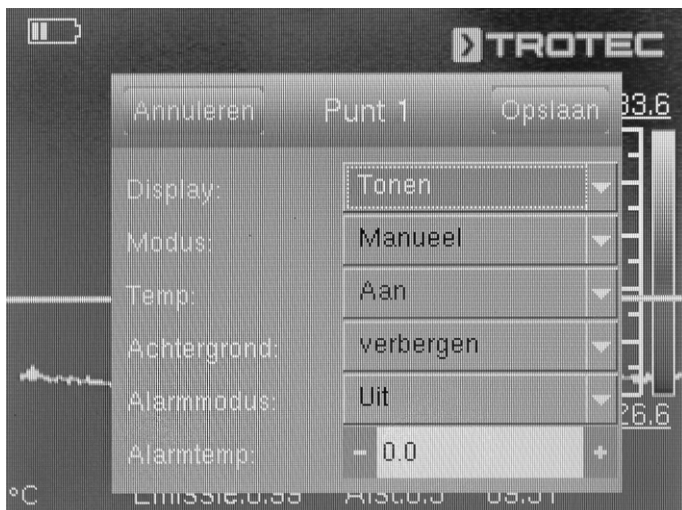 TROTEC
Annuleren Punt 1 Opslaan
33.6
Display: Tonen
Modus: Manueel
Temp: Aan
Achtergrond: verbergen
Alarmmodus: Uit
26.6
Alarmtemp: - 0.0 +
°C